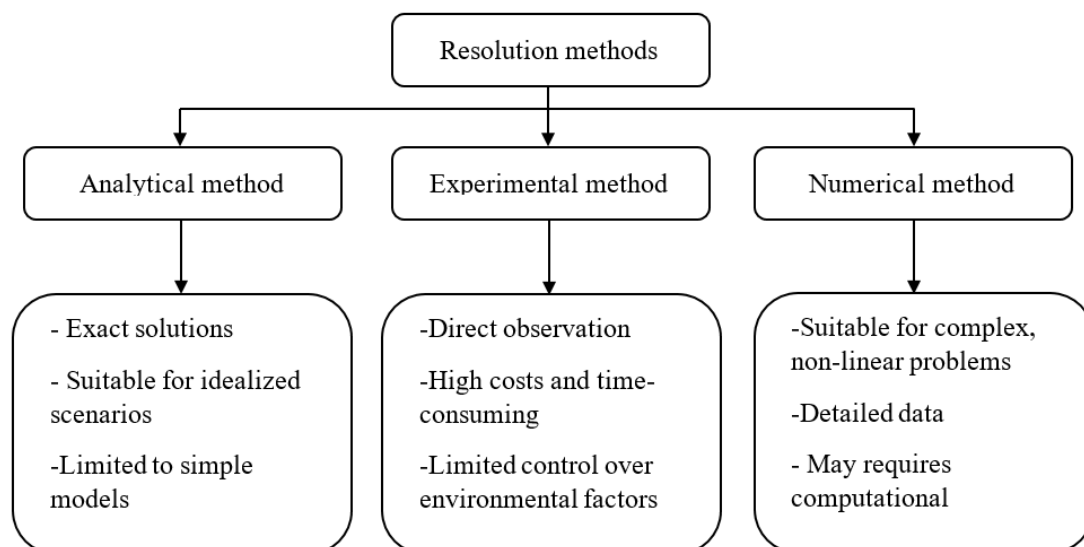 Resolution methods
Analytical method
Experimental method
Numerical method
- Exact solutions
- Suitable for idealized
scenarios
-Limited to simple
models
-Direct observation
-High costs and time-
consuming
-Limited control over
environmental factors
-Suitable for complex,
non-linear problems
-Detailed data
- May requires
computational